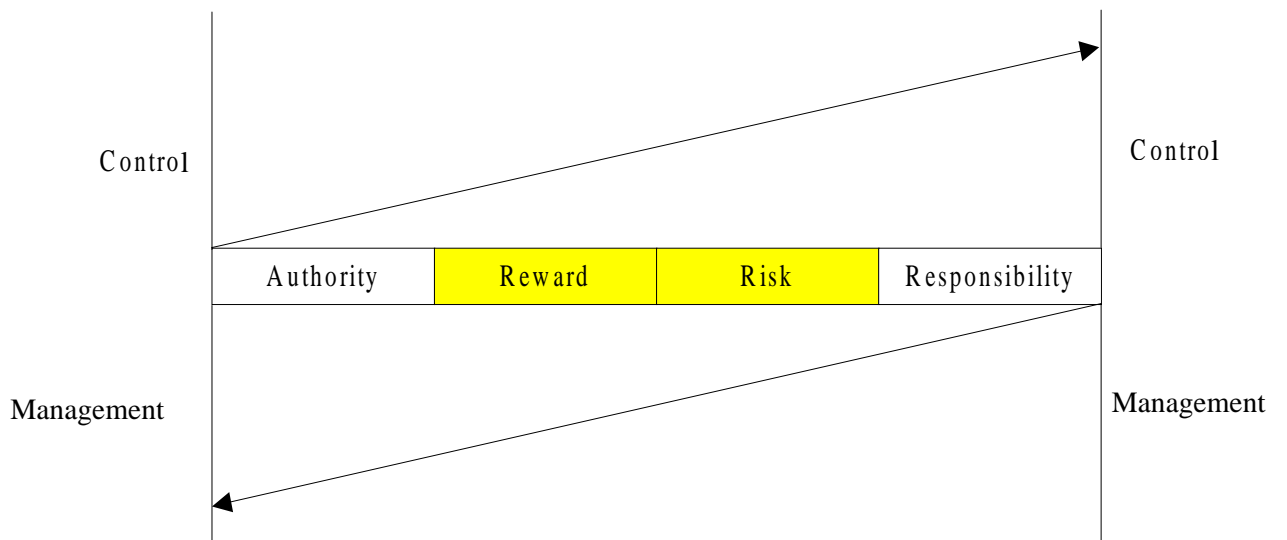 Control
Control
Authority
Reward
Risk
Responsibility
Management
Management